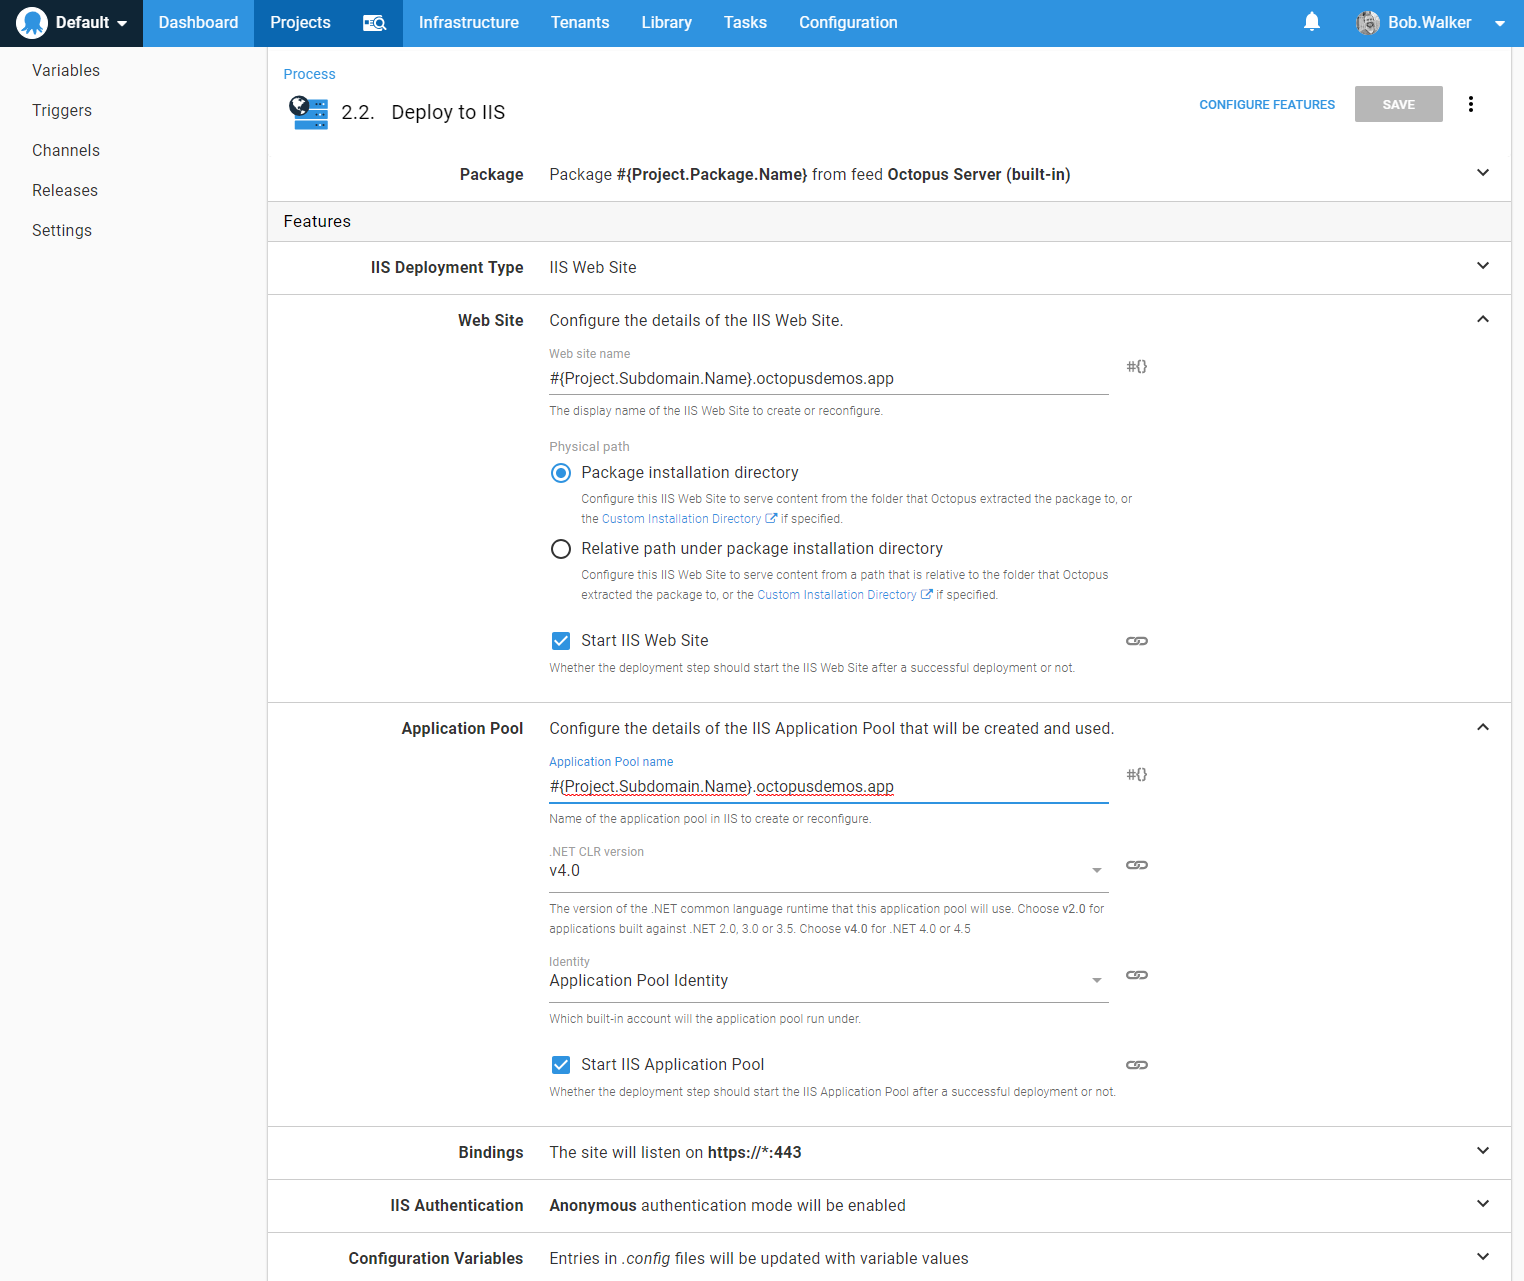 Default
Dashboard
Projects
Infrastructure
Tenants
Library
Tasks
Configuration
Bob.Walker
Variables
Triggers
Channels
Releases
Settings
Process
2.2. Deploy to IIS
CONFIGURE FEATURES
SAVE
Package
Package #{Project.Package.Name} from feed Octopus Server (built-in)
Features
IIS Deployment Type
IIS Web Site
Web Site
Configure the details of the IIS Web Site.
Web site name
#{Project.Subdomain.Name}.octopusdemos.app
#{}
The display name of the IIS Web Site to create or reconfigure.
Physical path
Package installation directory
Configure this IIS Web Site to serve content from the folder that Octopus extracted the package to, or
the Custom Installation Directory if specified.
Relative path under package installation directory
Configure this IIS Web Site to serve content from a path that is relative to the folder that Octopus
extracted the package to, or the Custom Installation Directory if specified.
Start IIS Web Site
Whether the deployment step should start the IIS Web Site after a successful deployment or not.
Application Pool
Configure the details of the IIS Application Pool that will be created and used.
Application Pool name
#{Project.Subdomain.Name}.octopusdemos.app
#{}
Name of the application pool in IIS to create or reconfigure.
.NET CLR version
v4.0
The version of the .NET common language runtime that this application pool will use. Choose v2.0 for
applications built against .NET 2.0, 3.0 or 3.5. Choose v4.0 for .NET 4.0 or 4.5
Identity
Application Pool Identity
Which built-in account will the application pool run under.
Start IIS Application Pool
Whether the deployment step should start the IIS Application Pool after a successful deployment or not.
Bindings
The site will listen on https://*:443
IIS Authentication
Anonymous authentication mode will be enabled
Configuration Variables
Entries in .config files will be updated with variable values